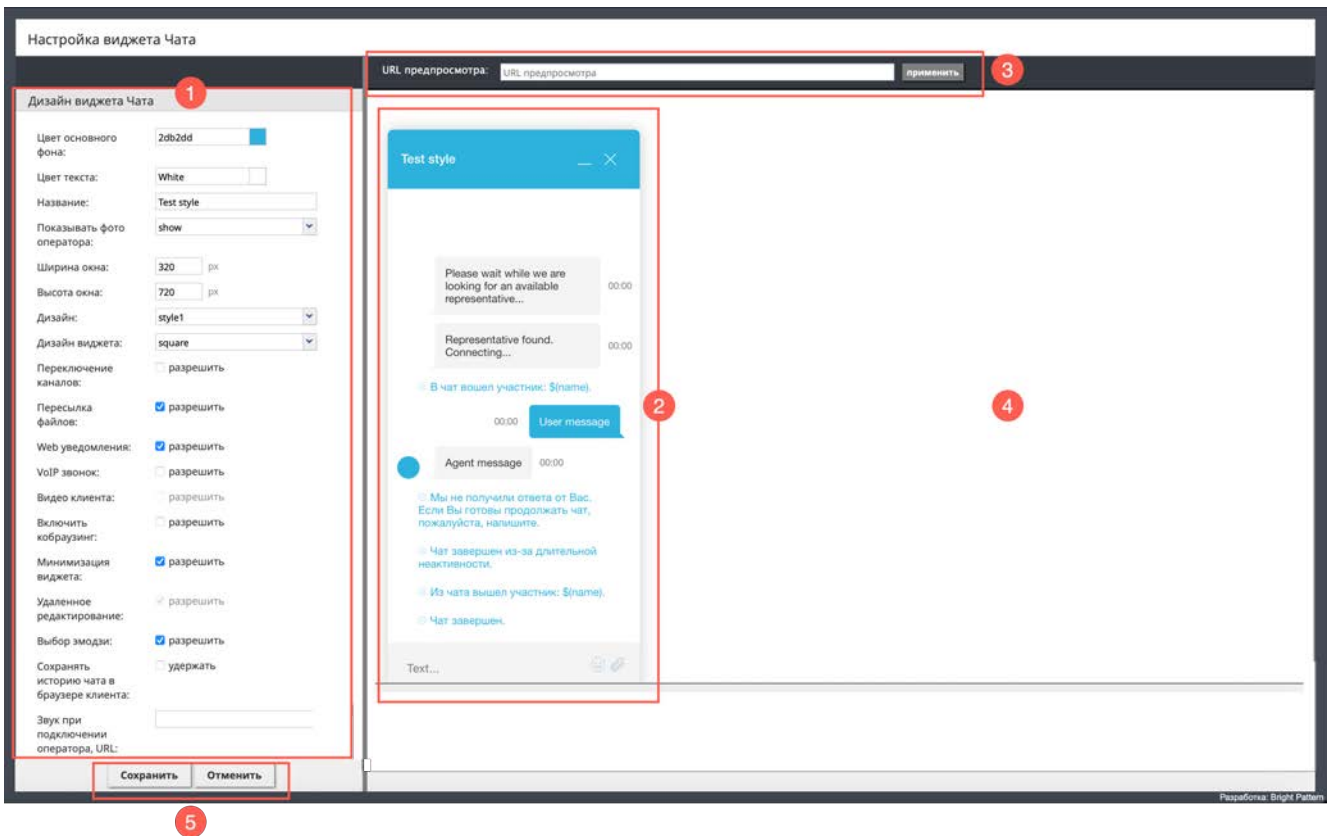 Настройка виджета Чата
URL предпросмотра:
URL предпросмотра
применить
3
Дизайн виджета Чата
1
Цвет основного
фона:
2db2dd
Цвет текста:
White
Название:
Test style
Показывать фото
оператора:
show
Ширина окна:
320 px
Высота окна:
720 px
Дизайн:
style1
Дизайн виджета:
square
Переключение
каналов:
разрешить
Пересылка
файлов:
разрешить
Web уведомления:
разрешить
VoIP звонок:
разрешить
Видео клиента:
разрешить
Включить
кобраузинг:
разрешить
Минимизация
виджета:
разрешить
Удаленное
редактирование:
разрешить
Выбор эмодзи:
разрешить
Сохранять
историю чата в
браузере клиента:
удержать
Звук при
подключении
оператора, URL:
Сохранить
Отменить
5
Test style
Please wait while we are
looking for an available
representative...
00:00
Representative found.
Connecting...
00:00
В чат вошел участник: $(name).
2
00:00
User message
Agent message
00:00
Мы не получили ответа от Вас.
Если Вы готовы продолжать чат,
пожалуйста, напишите.
Чат завершен из-за длительной
неактивности.
Из чата вышел участник: $(name).
Чат завершен.
Text...
4
Разработка: Bright Pattern